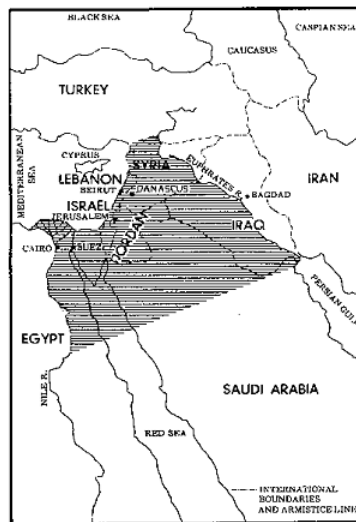 BLACK SEA
CASPIAN SEA
CAUCASUS
TURKEY
MEDITERRANEAN
SEA
CYPRUS
SYRIA
EUPHRATES R.
IRAN
LEBANON
BEIRUT
DAMASCUS
BAGDAD
ISRAEL
JERUSALEM
JORDAN
IRAQ
CAIRO
SUEZ
PERSIAN GULF
EGYPT
NILE R.
SAUDI ARABIA
RED SEA
INTERNATIONAL
BOUNDARIES
AND ARMISTICE LINE